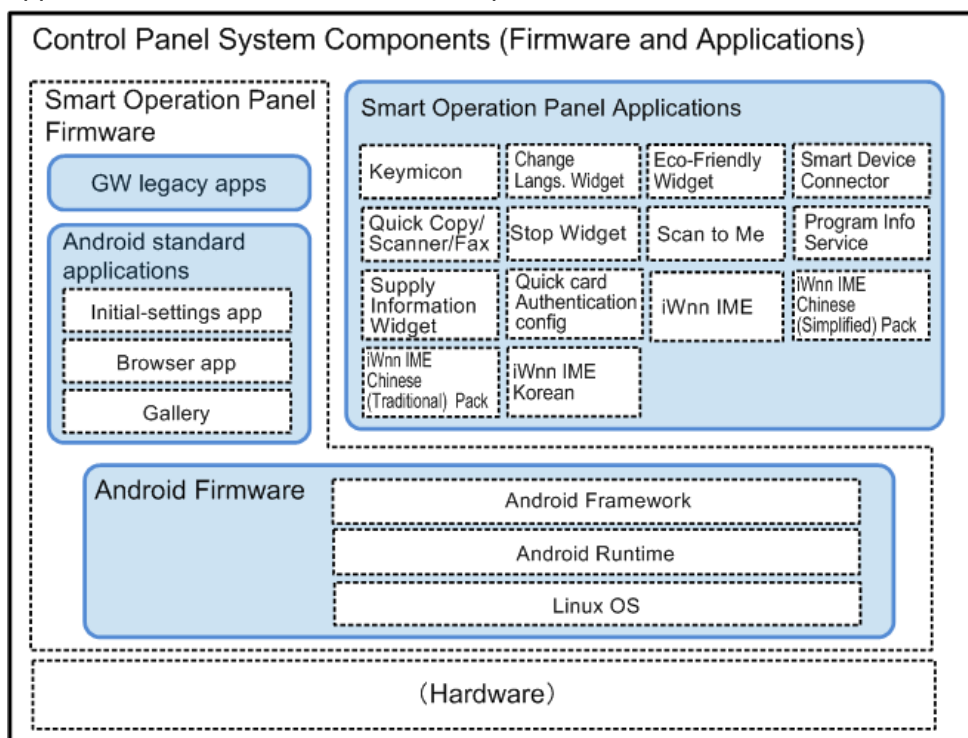 Control Panel System Components (Firmware and Applications)
Smart Operation Panel
Firmware
GW legacy apps
Android standard
applications
Initial-settings app
Browser app
Gallery
Smart Operation Panel Applications
Keymicon
Change
Langs. Widget
Eco-Friendly
Widget
Smart Device
Connector
Quick Copy/
Scanner/Fax
Stop Widget
Scan to Me
Program Info
Service
Supply
Information
Widget
Quick card
Authentication
config
iWnn IME
iWnn IME
Chinese
(Simplified) Pack
iWnn IME
Chinese
(Traditional) Pack
iWnn IME
Korean
Android Firmware
Android Framework
Android Runtime
Linux OS
(Hardware)